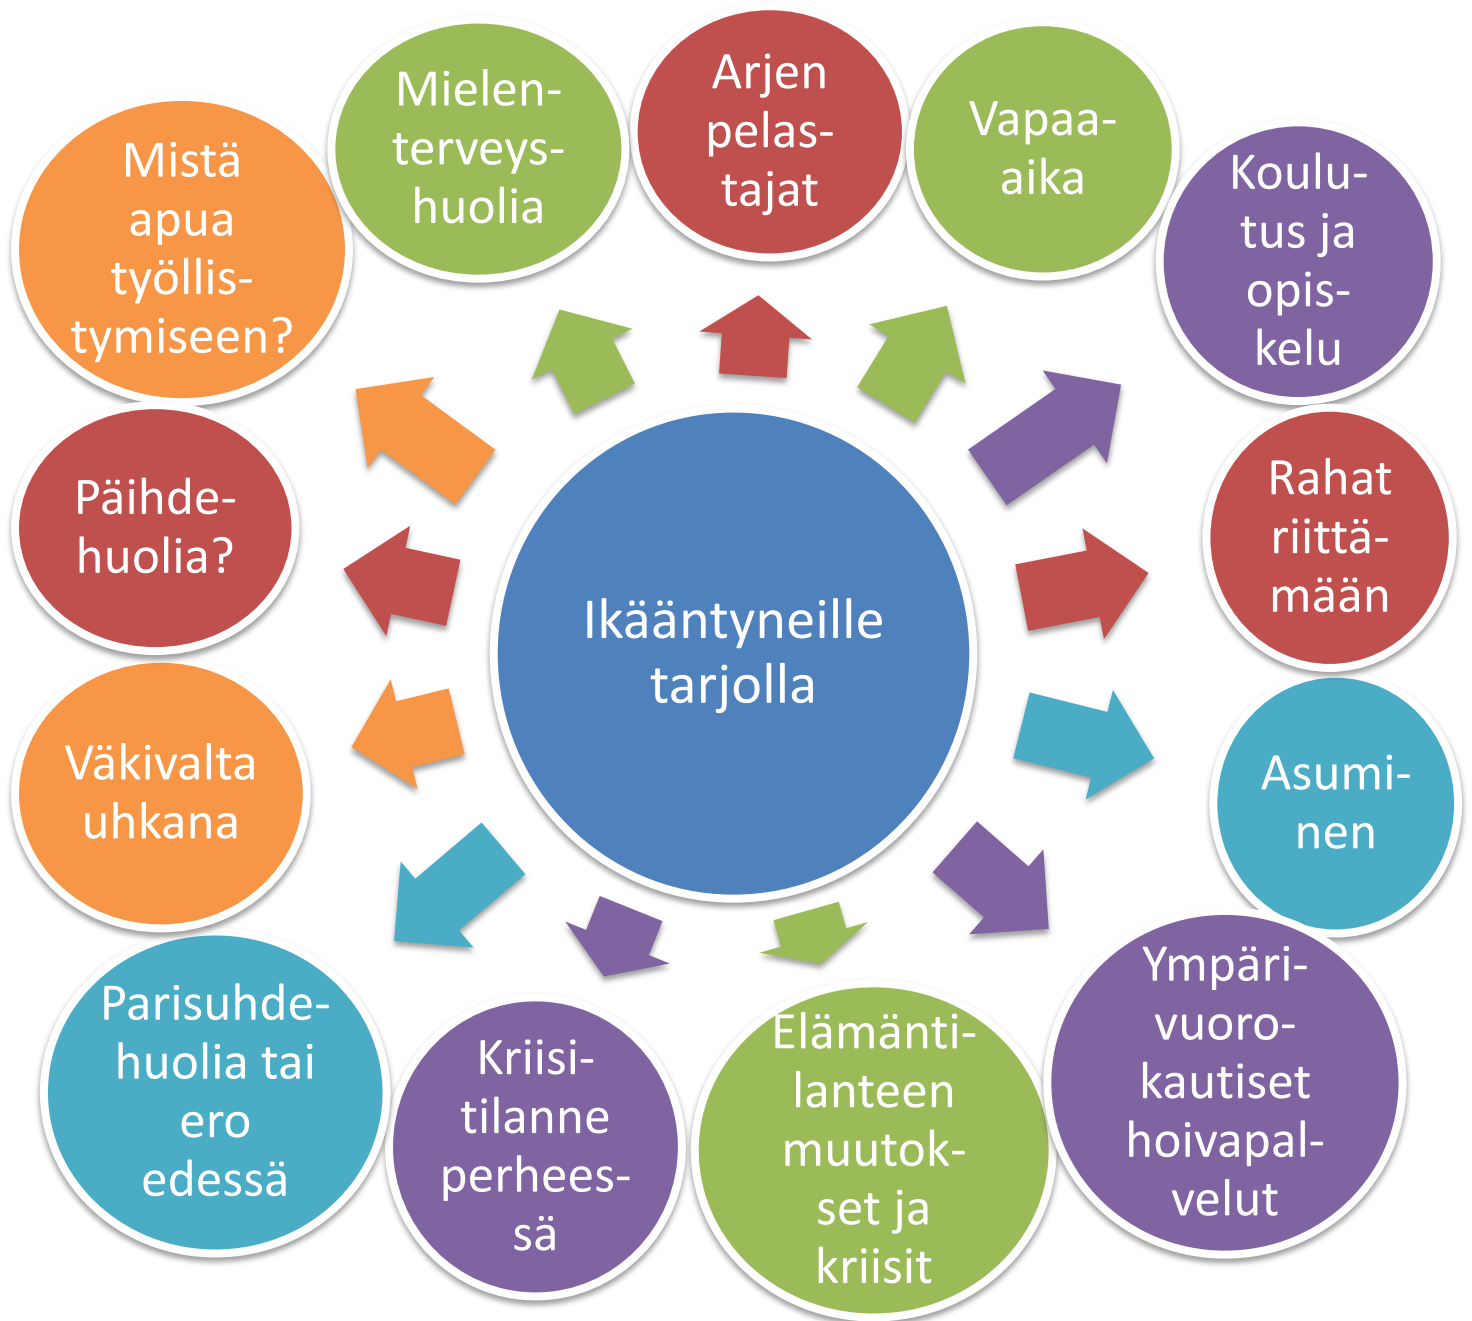 Arjen
pelas-
tajat
Vapaa-
aika
Koulu-
tus ja
opis-
kelu
Rahat
riittä-
mään
Asumi-
nen
Ympäri-
vuoro-
kautiset
hoivapal-
velut
Elämänti-
lanteen
muutok-
set ja
kriisit
Kriisi-
tilanne
perhees-
sä
Parisuhde-
huolia tai
ero
edessä
Väkivalta
uhkana
Päihde-
huolia?
Mistä
apua
työllis-
tymiseen?
Mielen-
terveys-
huolia
Ikääntyneille
tarjolla